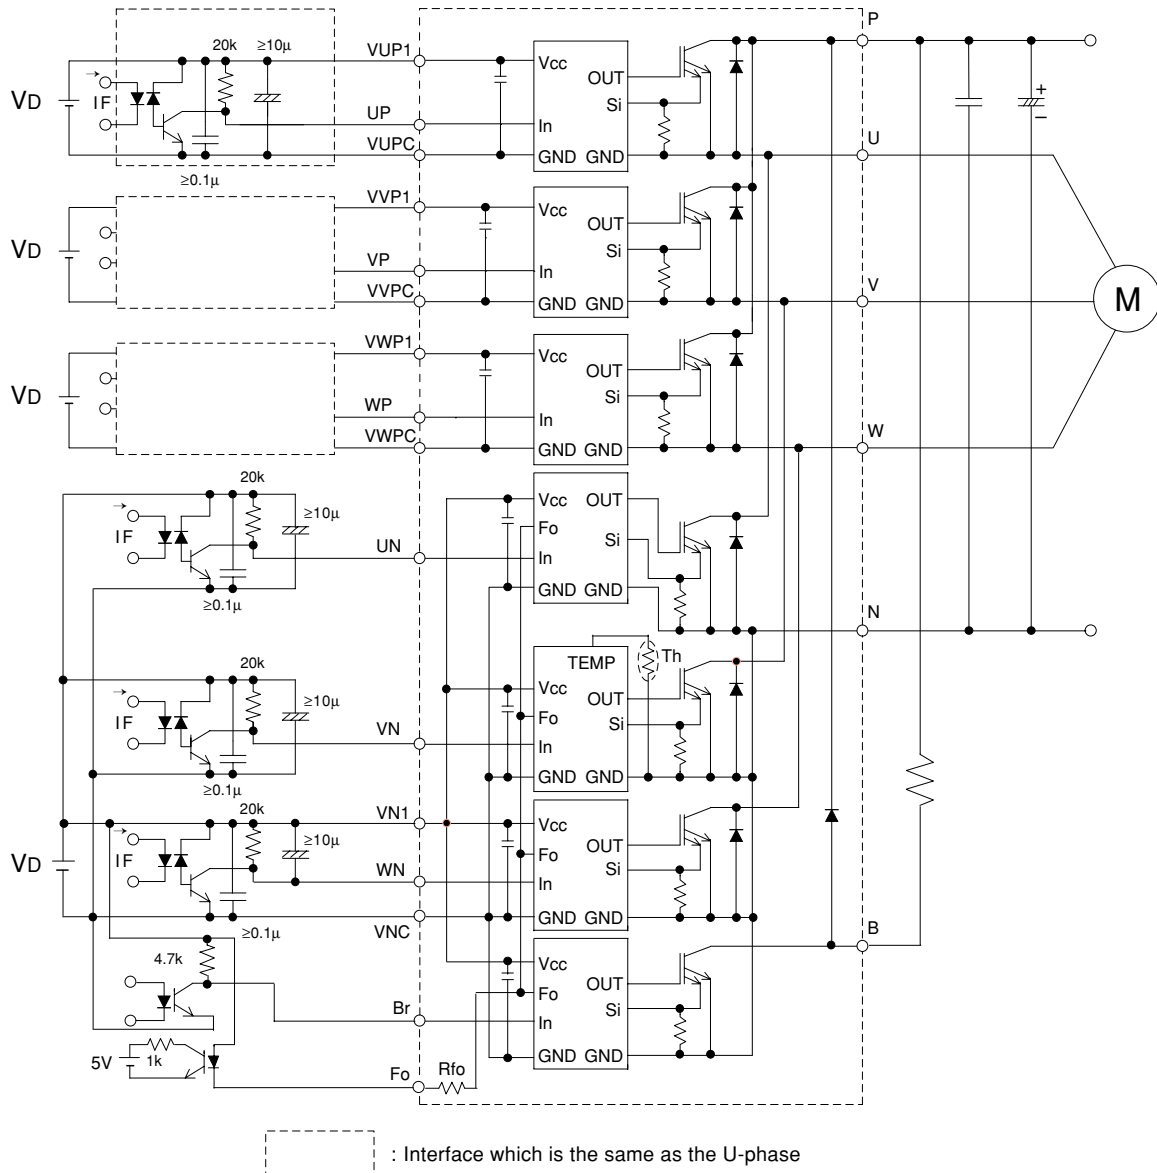 P
20k ≥10µ VUP1
Vcc
OUT
IF
Si
+
–
VD
UP
In
U
VUPC
GND GND
≥0.1µ
VVP1
Vcc
OUT
VD
Si
VP
In
V
VVPC
GND GND
M
VWP1
Vcc
OUT
VD
Si
WP
In
W
VWPC
GND GND
20k
Vcc OUT
≥10µ
Fo
IF
Si
UN
In
GND GND
≥0.1µ
N
TEMP
Th
20k
Vcc
≥10µ
OUT
Fo
IF
Si
VN
In
GND GND
≥0.1µ
20k
VN1
Vcc
≥10µ
OUT
IF
Fo
VD
Si
WN
In
GND GND
VNC
≥0.1µ
B
4.7k
Vcc
OUT
Fo
Si
Br
In
5V
1k
GND GND
Fo
Rfo
: Interface which is the same as the U-phase